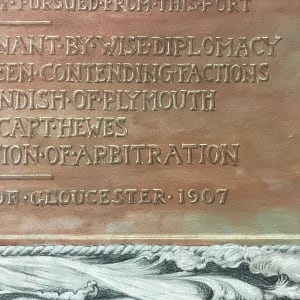 PURSUED·FROM·THIS·PORT
NANT·BY·WISE·DIPLOMACY
EEN·CONTENDING·FACTIONS
NDISH·OF·PLYMOUTH
CAPT·HEWES
ION·OF·ARBITRATION
OF·GLOUCESTER·1907